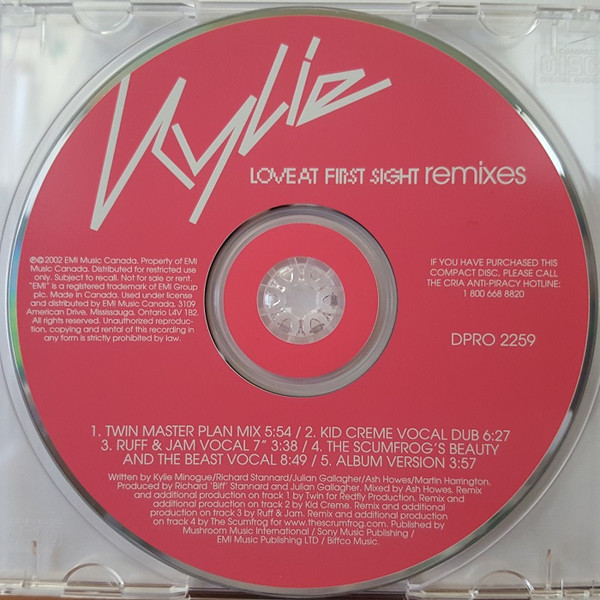 Kylie
LOVE AT FIRST SIGHT remixes
℗©2002 EMI Music Canada. Property of EMI
Music Canada. Distributed for restricted use
only. Subject to recall. Not for sale or rent.
"EMI" is a registered trademark of EMI Group
plc. Made in Canada. Used under license
and distributed by EMI Music Canada, 3109
American Drive, Mississauga, Ontario L4V 1B2.
All rights reserved. Unauthorized reproduc-
tion, copying and rental of this recording in
any form is strictly prohibited by law.
IF YOU HAVE PURCHASED THIS
COMPACT DISC, PLEASE CALL
THE CRIA ANTI-PIRACY HOTLINE:
1 800 668 8820
DPRO 2259
1. TWIN MASTER PLAN MIX 5:54 / 2. KID CREME VOCAL DUB 6:27
3. RUFF & JAM VOCAL 7" 3:38 / 4. THE SCUMFROG'S BEAUTY
AND THE BEAST VOCAL 8:49 / 5. ALBUM VERSION 3:57
Written by Kylie Minogue/Richard Stannard/Julian Gallagher/Ash Howes/Martin Harrington.
Produced by Richard 'Biff' Stannard and Julian Gallagher. Mixed by Ash Howes. Remix
and additional production on track 1 by Twin for Redfly Production. Remix and
additional production on track 2 by Kid Creme. Remix and additional
production on track 3 by Ruff & Jam. Remix and additional production
on track 4 by The Scumfrog for www.thescrumfrog.com. Published by
Mushroom Music International / Sony Music Publishing /
EMI Music Publishing LTD / Biffco Music.